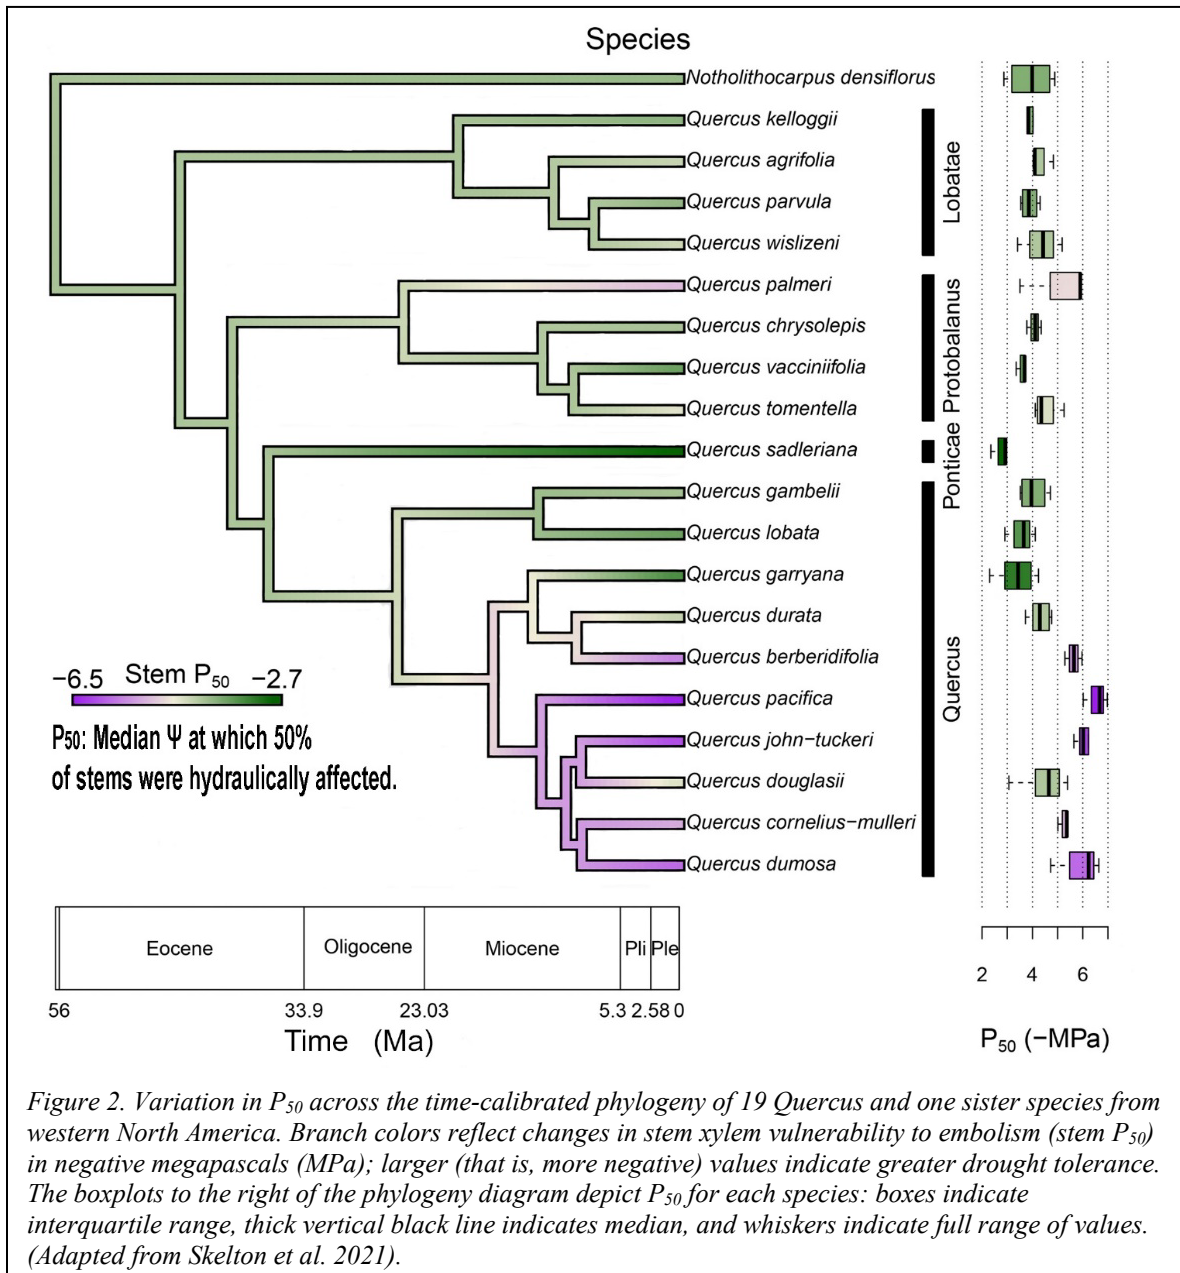 Species
Notholithocarpus densiflorus
Quercus kelloggii
Quercus agrifolia
Quercus parvula
Quercus wislizeni
Quercus palmeri
Quercus chrysolepis
Quercus vacciniifolia
Quercus tomentella
Quercus sadleriana
Quercus gambelii
Quercus lobata
Quercus garryana
Quercus durata
Quercus berberidifolia
Quercus pacifica
Quercus john−tuckeri
Quercus douglasii
Quercus cornelius−mulleri
Quercus dumosa
Lobatae
Protobalanus
Ponticae
Quercus
−6.5 Stem P50 −2.7
P50: Median Ψ at which 50%
of stems were hydraulically affected.
Eocene Oligocene Miocene Pli Ple
56 33.9 23.03 5.3 2.58 0
Time (Ma)
2 4 6
P50 (−MPa)
Figure 2. Variation in P50 across the time-calibrated phylogeny of 19 Quercus and one sister species from
western North America. Branch colors reflect changes in stem xylem vulnerability to embolism (stem P50)
in negative megapascals (MPa); larger (that is, more negative) values indicate greater drought tolerance.
The boxplots to the right of the phylogeny diagram depict P50 for each species: boxes indicate
interquartile range, thick vertical black line indicates median, and whiskers indicate full range of values.
(Adapted from Skelton et al. 2021).